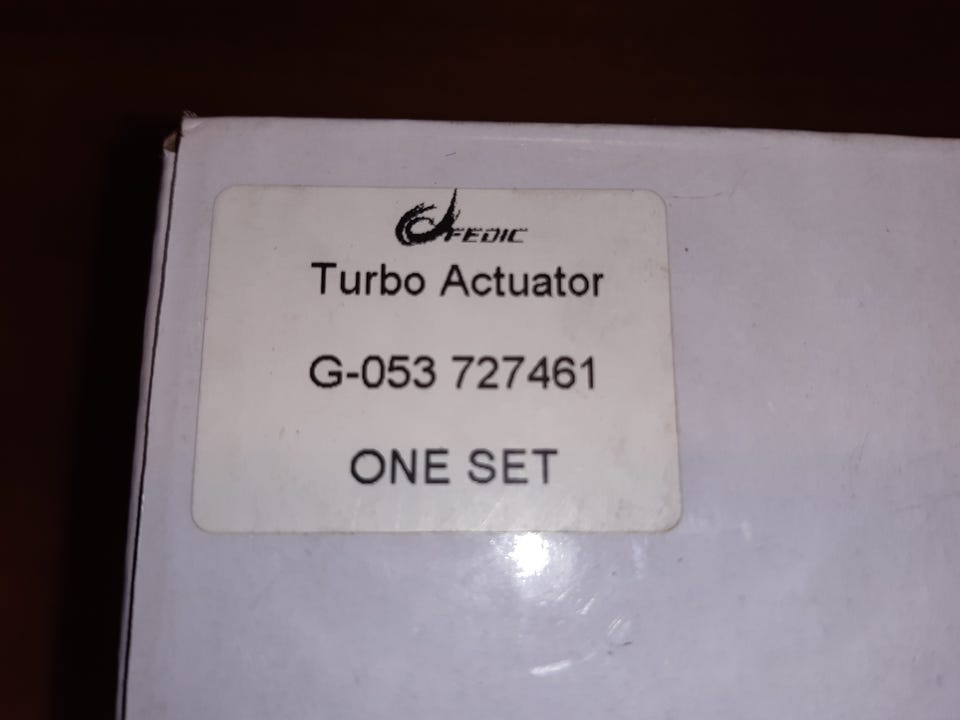 FEDIC
Turbo Actuator
G-053 727461
ONE SET